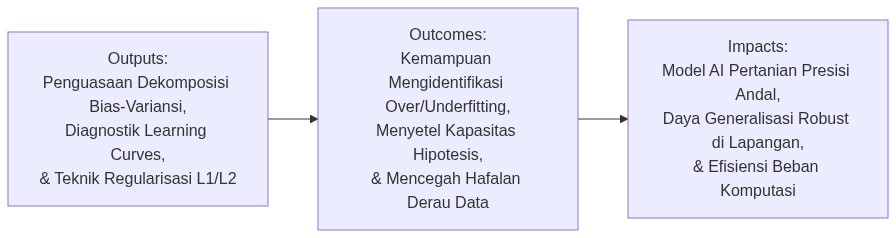 Outputs:
Penguasaan Dekomposisi
Bias-Variansi,
Diagnostik Learning
Curves,
& Teknik Regularisasi L1/L2
Outcomes:
Kemampuan
Mengidentifikasi
Over/Underfitting,
Menyetel Kapasitas
Hipotesis,
& Mencegah Hafalan
Derau Data
Impacts:
Model AI Pertanian Presisi
Andal,
Daya Generalisasi Robust
di Lapangan,
& Efisiensi Beban
Komputasi